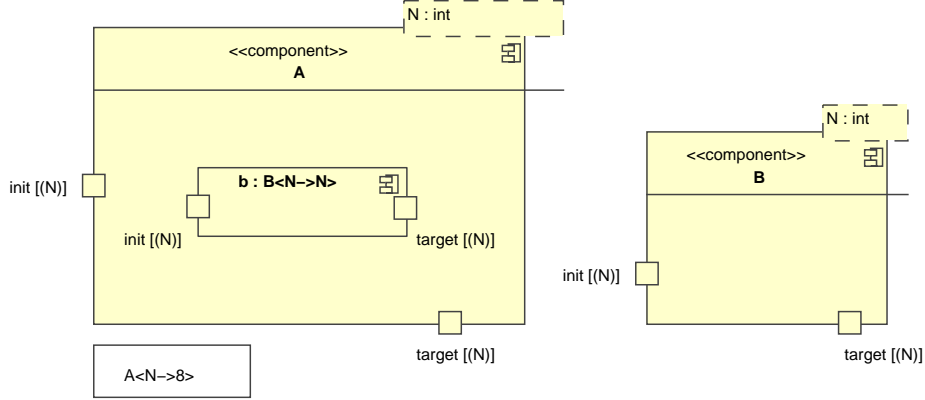 N : int
<<component>>
A
init [(N)]
b : B<N−>N>
init [(N)]
target [(N)]
target [(N)]
A<N−>8>
N : int
<<component>>
B
init [(N)]
target [(N)]